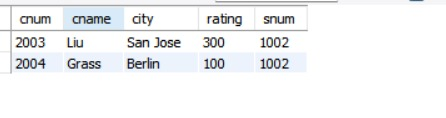 cnum cname city rating snum
2003 Liu San Jose 300 1002
2004 Grass Berlin 100 1002